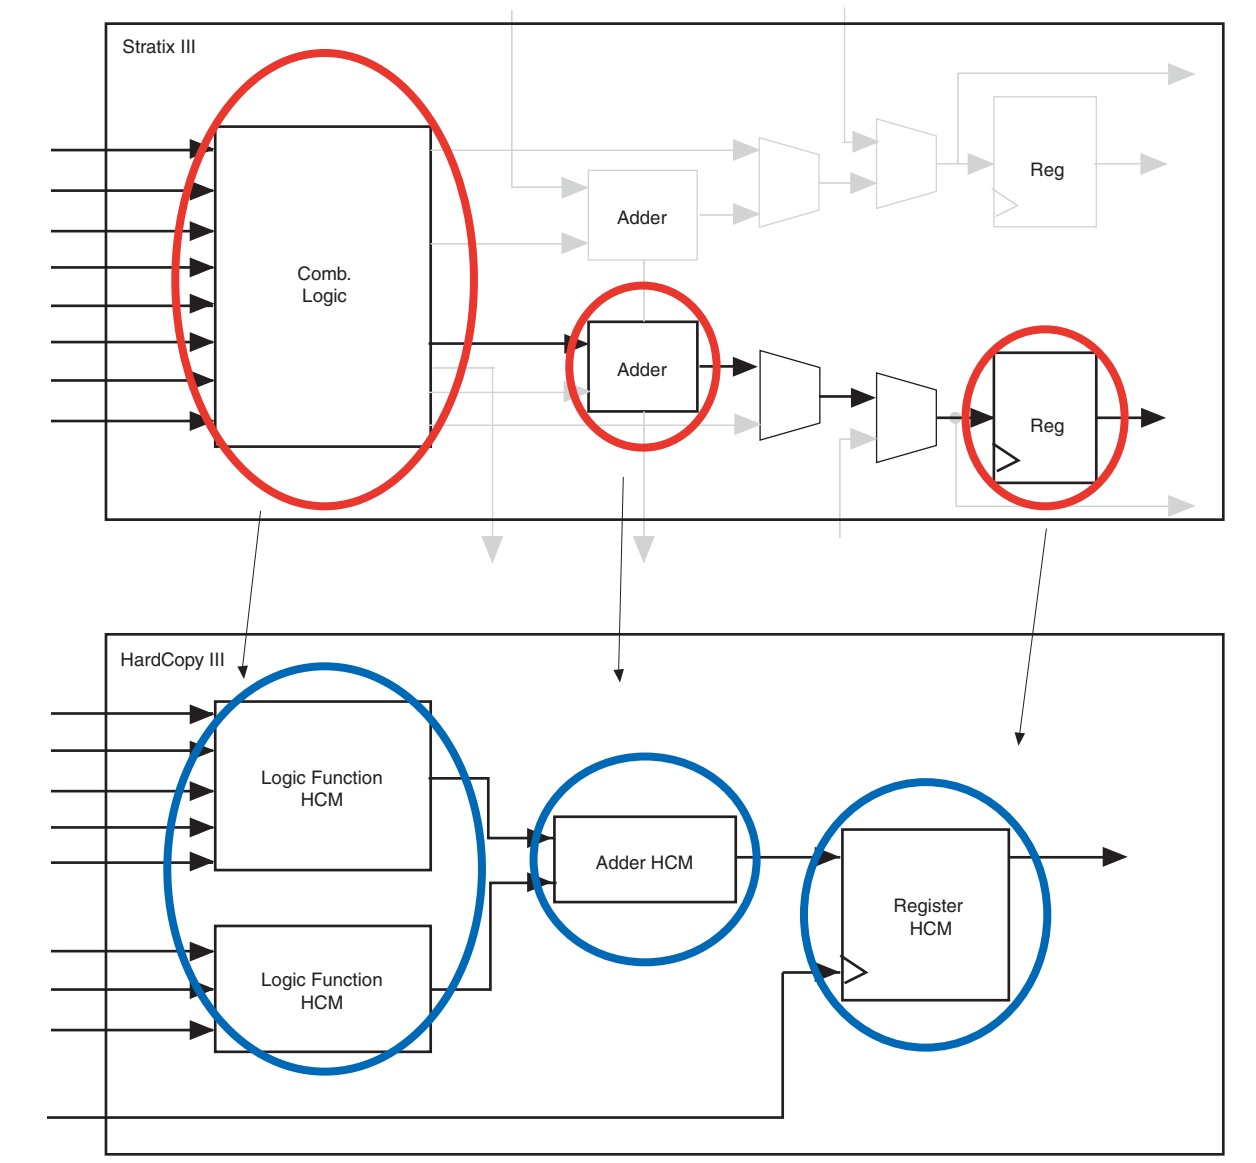 Stratix III
Reg
Adder
Comb.
Logic
Adder
Reg
HardCopy III
Logic Function
HCM
Adder HCM
Register
HCM
Logic Function
HCM